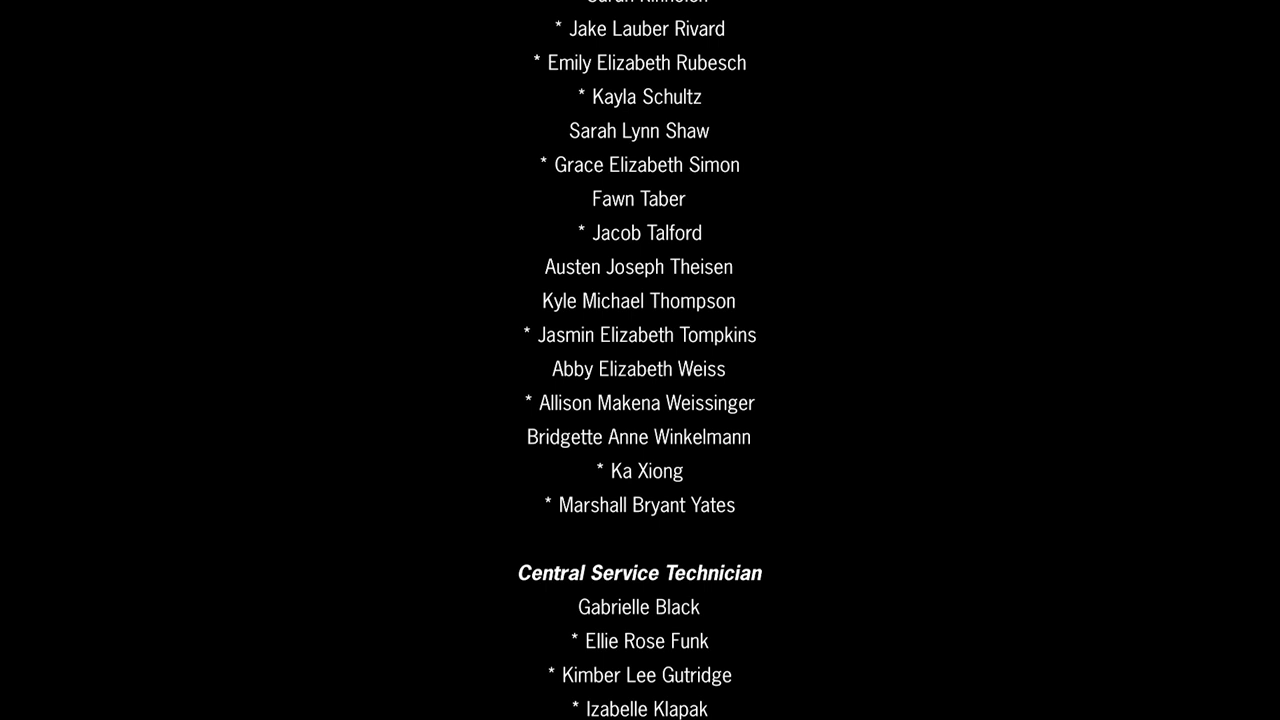 * Jake Lauber Rivard
* Emily Elizabeth Rubesch
* Kayla Schultz
Sarah Lynn Shaw
* Grace Elizabeth Simon
Fawn Taber
* Jacob Talford
Austen Joseph Theisen
Kyle Michael Thompson
* Jasmin Elizabeth Tompkins
Abby Elizabeth Weiss
* Allison Makena Weissinger
Bridgette Anne Winkelmann
* Ka Xiong
* Marshall Bryant Yates
Central Service Technician
Gabrielle Black
* Ellie Rose Funk
* Kimber Lee Gutridge
* Izabelle Klapak